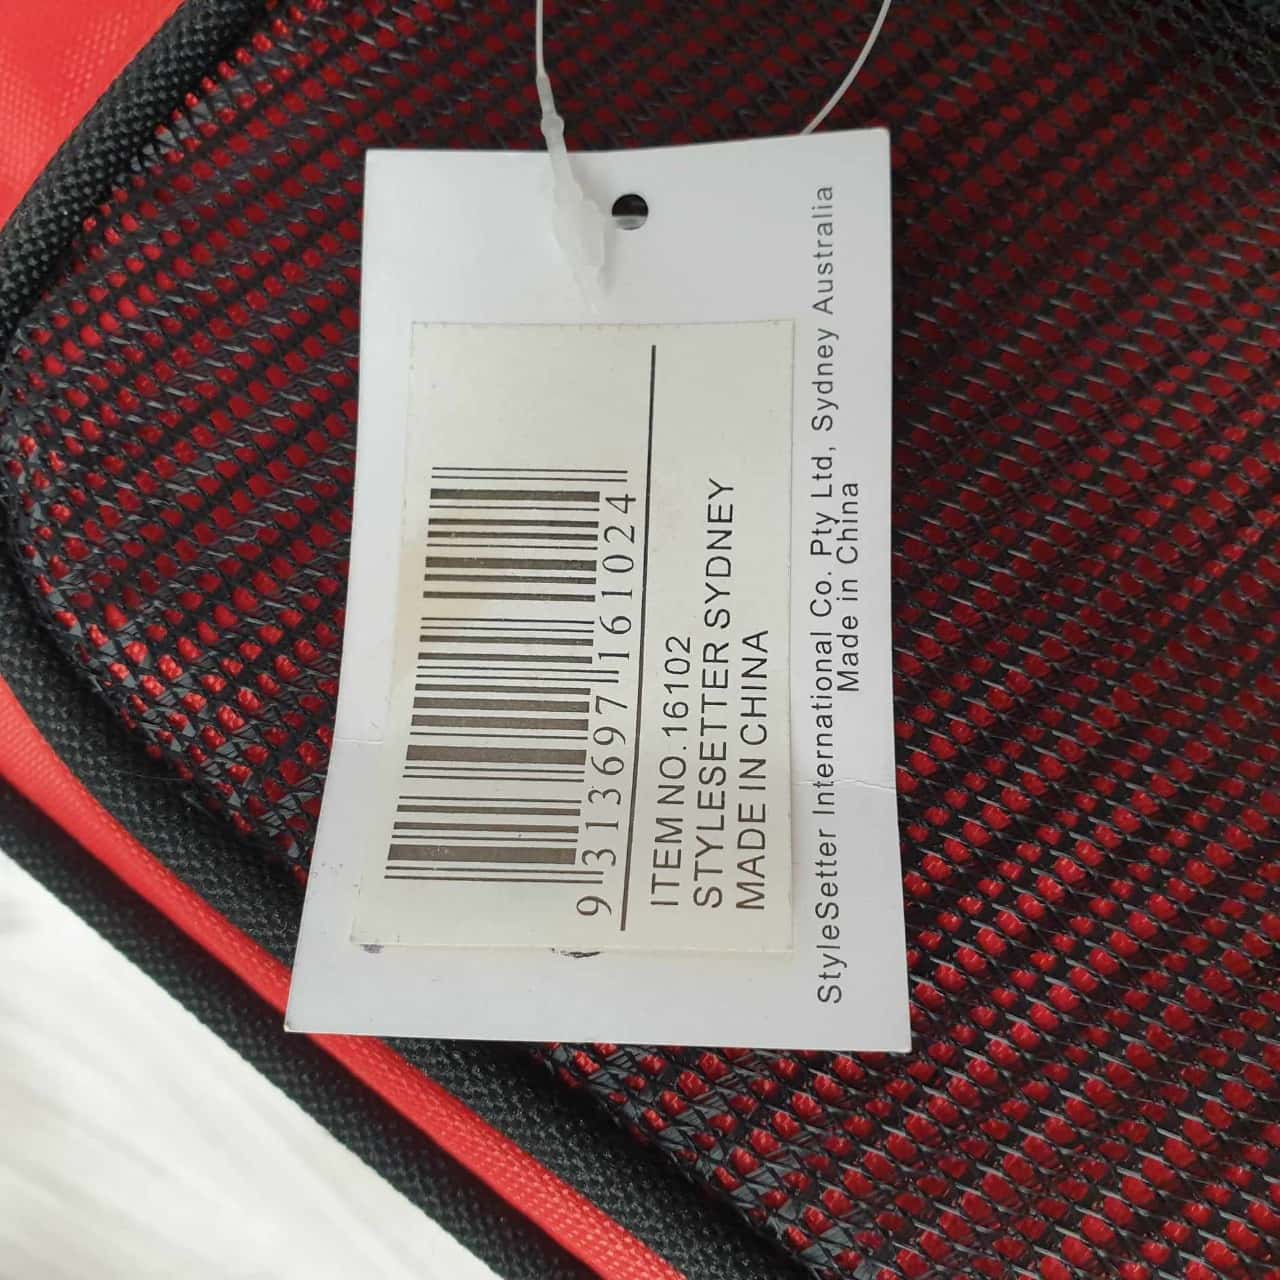 9 313697 161024
ITEM NO.16102
STYLESETTER SYDNEY
MADE IN CHINA
StyleSetter International Co. Pty Ltd, Sydney Australia
Made in China